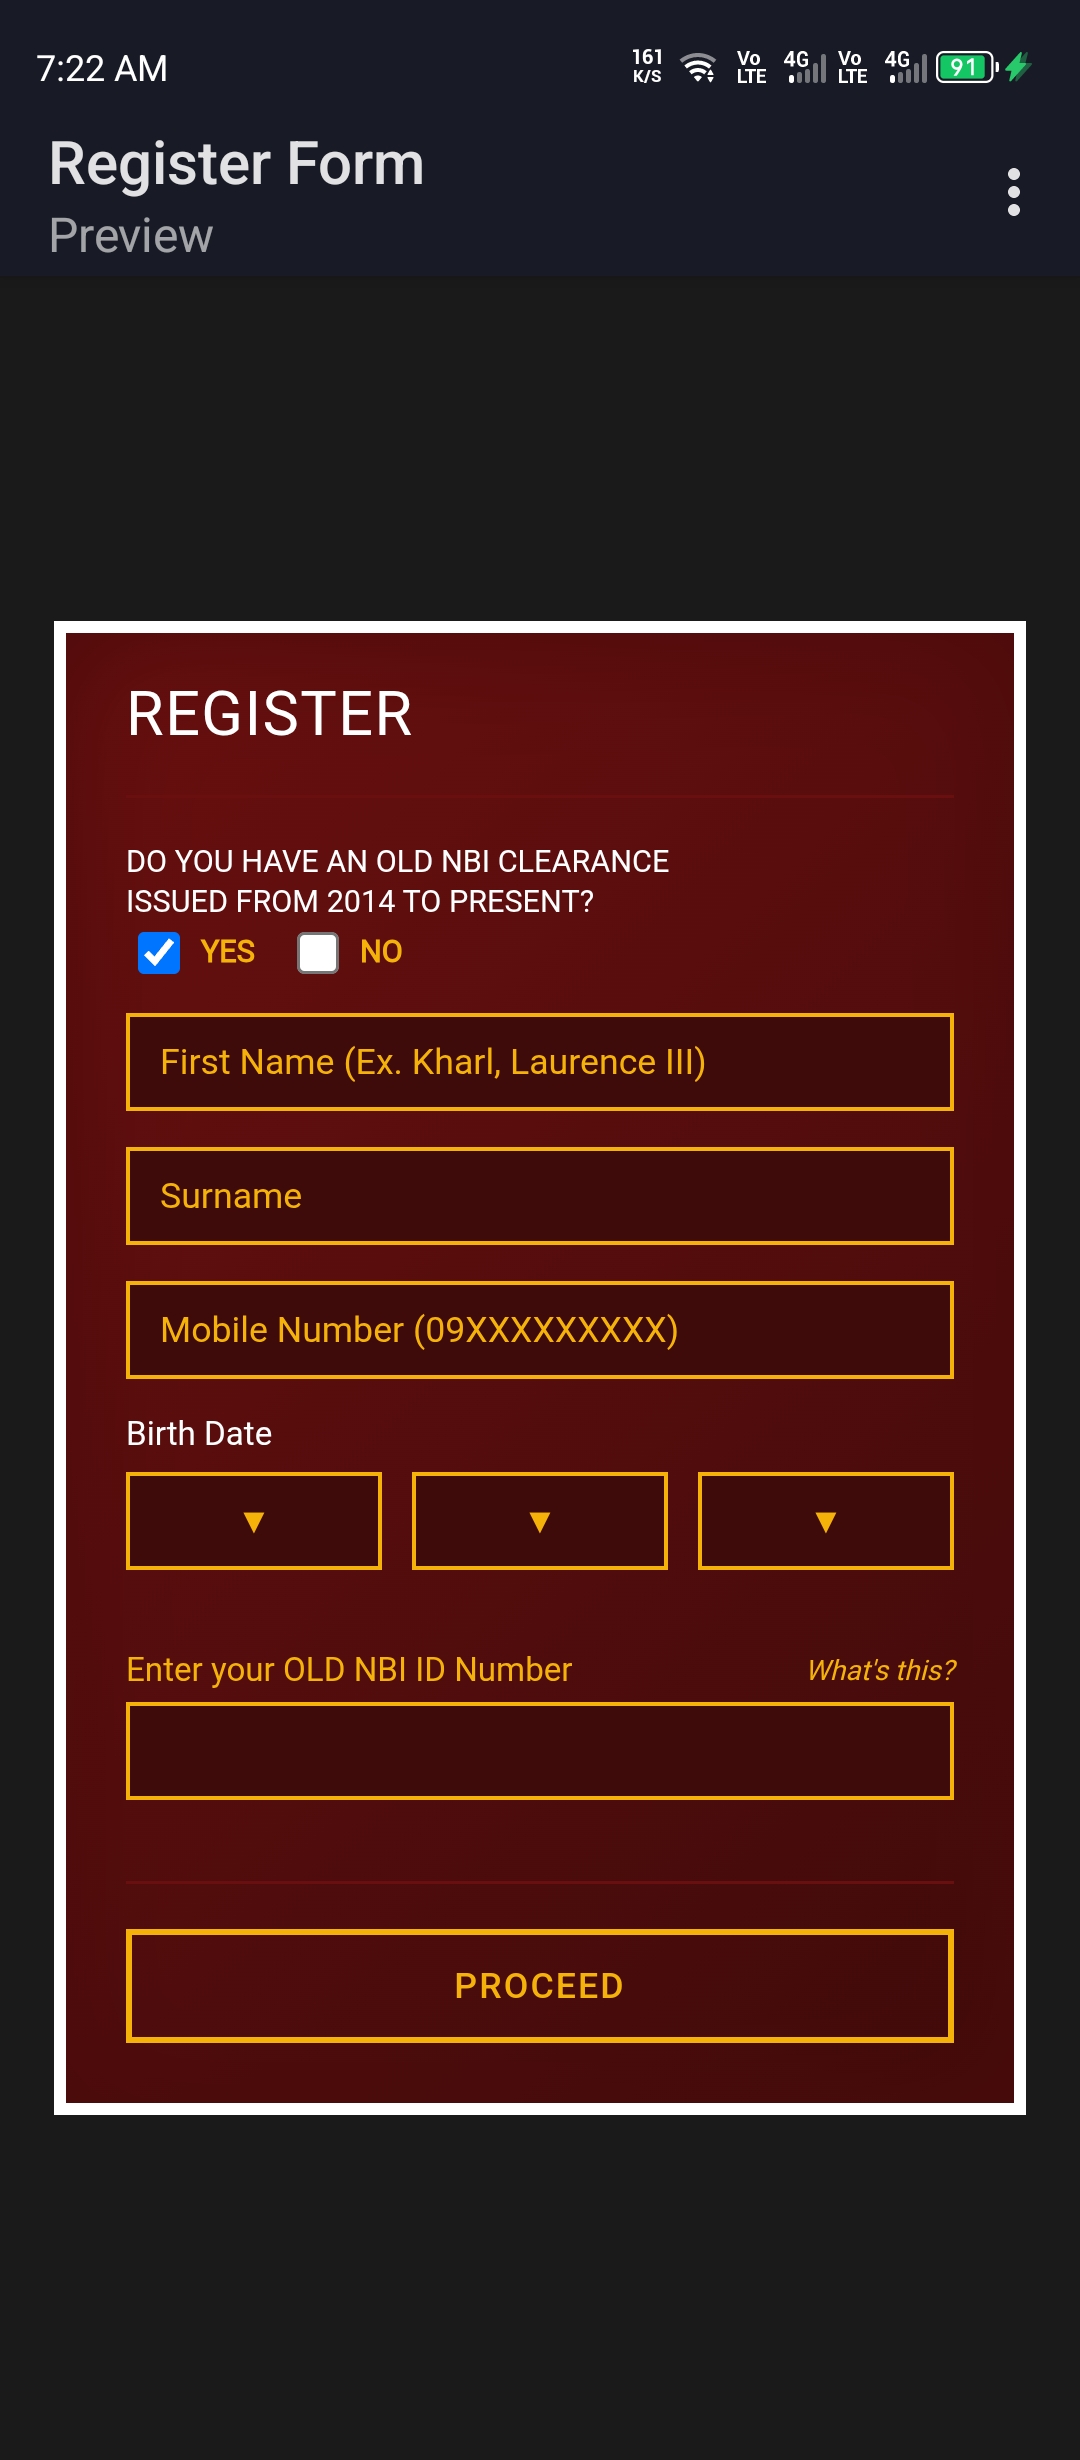 7:22 AM
161 K/S
Vo LTE 4G Vo LTE 4G 91
Register Form
Preview
REGISTER
DO YOU HAVE AN OLD NBI CLEARANCE
ISSUED FROM 2014 TO PRESENT?
YES NO
First Name (Ex. Kharl, Laurence III)
Surname
Mobile Number (09XXXXXXXXX)
Birth Date
Enter your OLD NBI ID Number What's this?
PROCEED